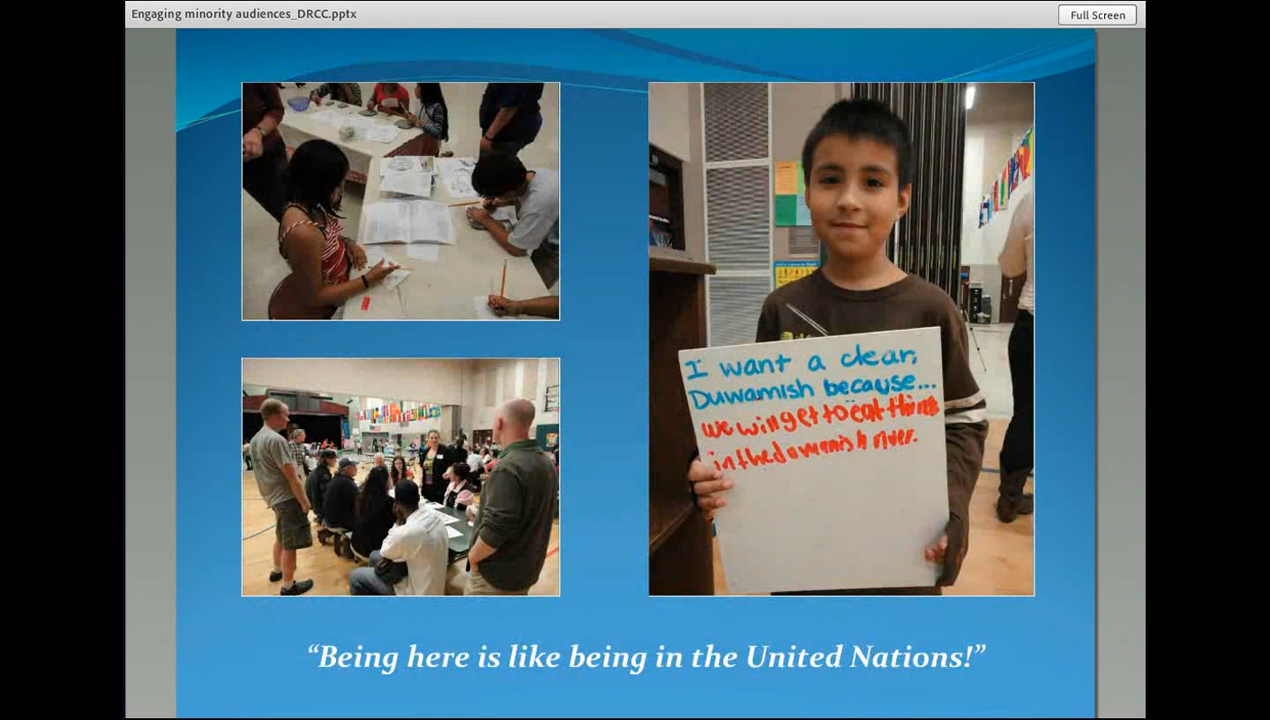 Engaging minority audiences_DRCC.pptx
Full Screen
I want a clean
Duwamish because...
we will get to eat things
in the duwamish river.
“Being here is like being in the United Nations!”